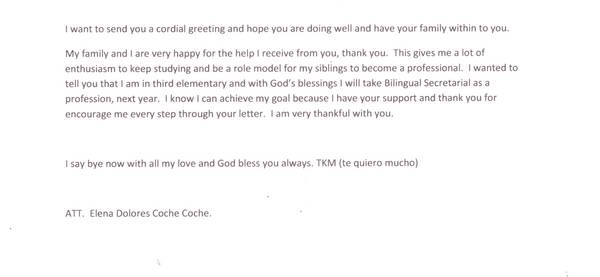 I want to send you a cordial greeting and hope you are doing well and have your family within to you.
My family and I are very happy for the help I receive from you, thank you.  This gives me a lot of
enthusiasm to keep studying and be a role model for my siblings to become a professional.  I wanted to
tell you that I am in third elementary and with God's blessings I will take Bilingual Secretarial as a
profession, next year.  I know I can achieve my goal because I have your support and thank you for
encourage me every step through your letter.  I am very thankful with you.
I say bye now with all my love and God bless you always. TKM (te quiero mucho)
ATT.  Elena Dolores Coche Coche.